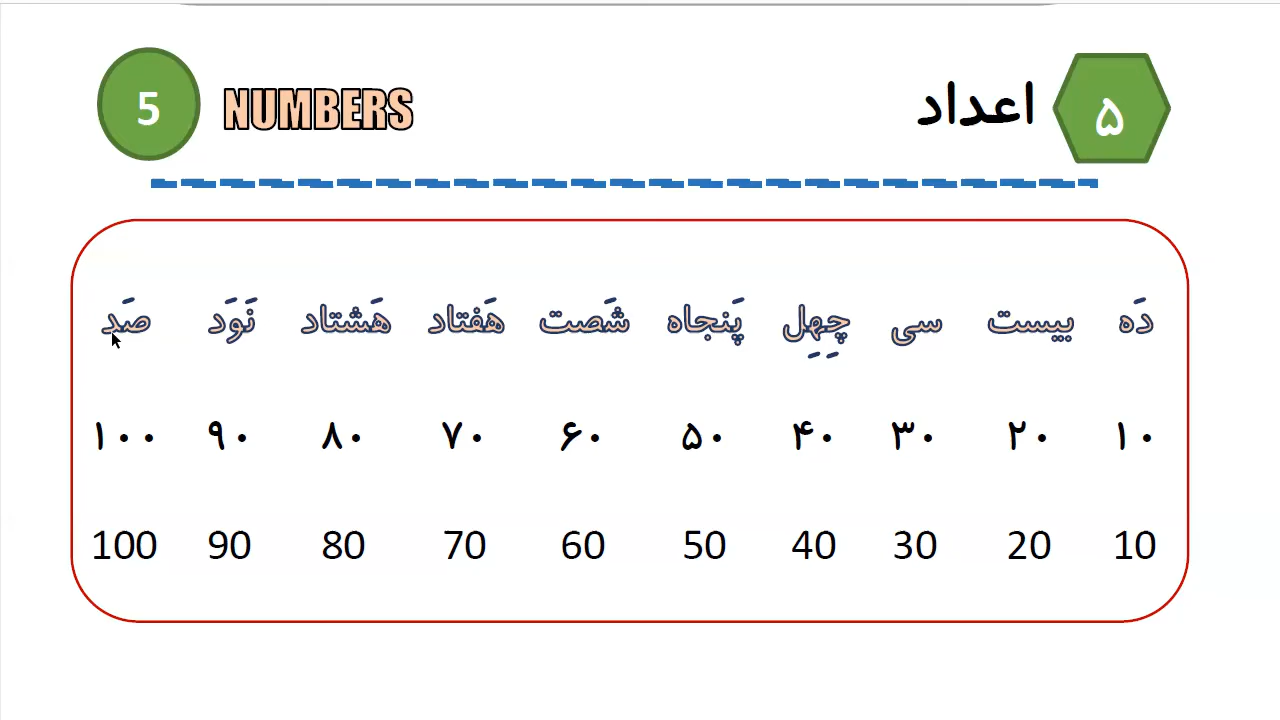 5 NUMBERS اعداد ۵
دَه بیست سی چِهِل پَنجاه شَصت هَفتاد هَشتاد نَوَد صَد
۱۰ ۲۰ ۳۰ ۴۰ ۵۰ ۶۰ ۷۰ ۸۰ ۹۰ ۱۰۰
100 90 80 70 60 50 40 30 20 10